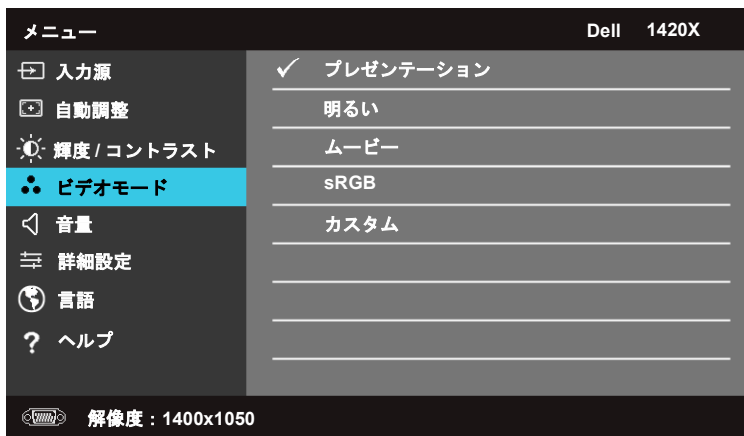 メニュー Dell 1420X
入力源
自動調整
輝度 / コントラスト
ビデオモード
音量
詳細設定
言語
? ヘルプ
✓ プレゼンテーション
明るい
ムービー
sRGB
カスタム
解像度：1400x1050